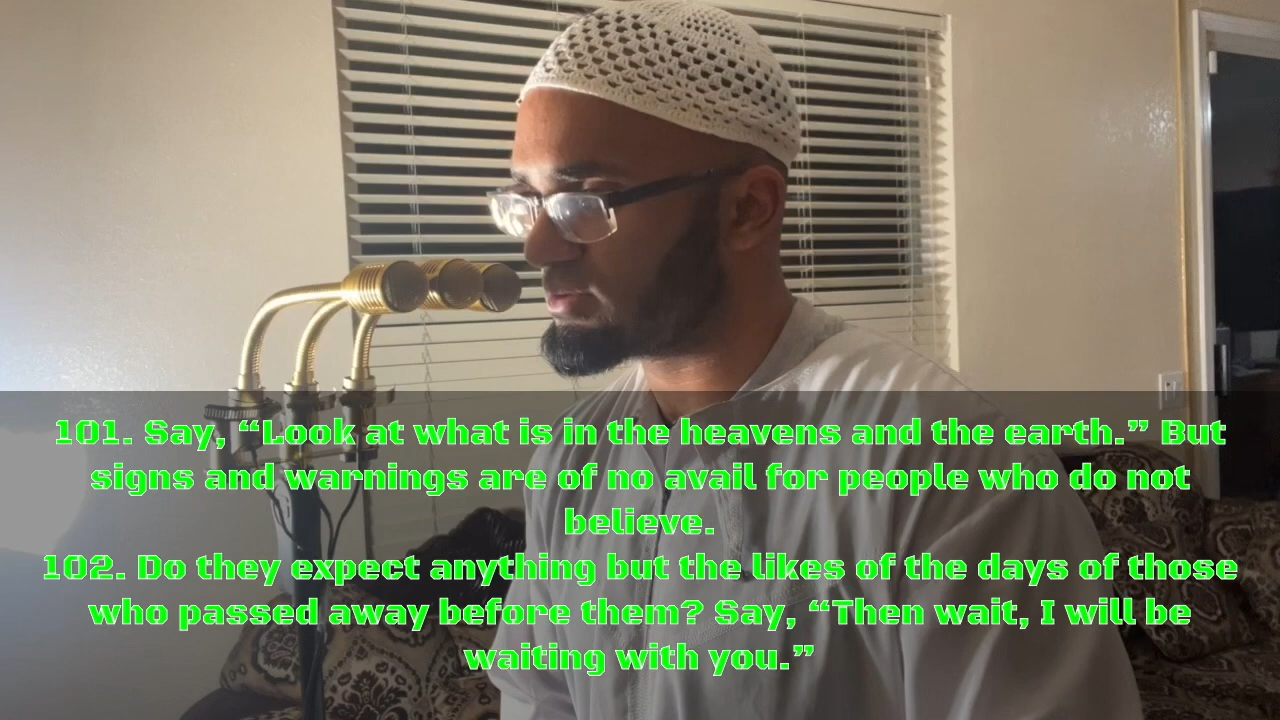 101. Say, “Look at what is in the heavens and the earth.” But
signs and warnings are of no avail for people who do not
believe.
102. Do they expect anything but the likes of the days of those
who passed away before them? Say, “Then wait, I will be
waiting with you.”